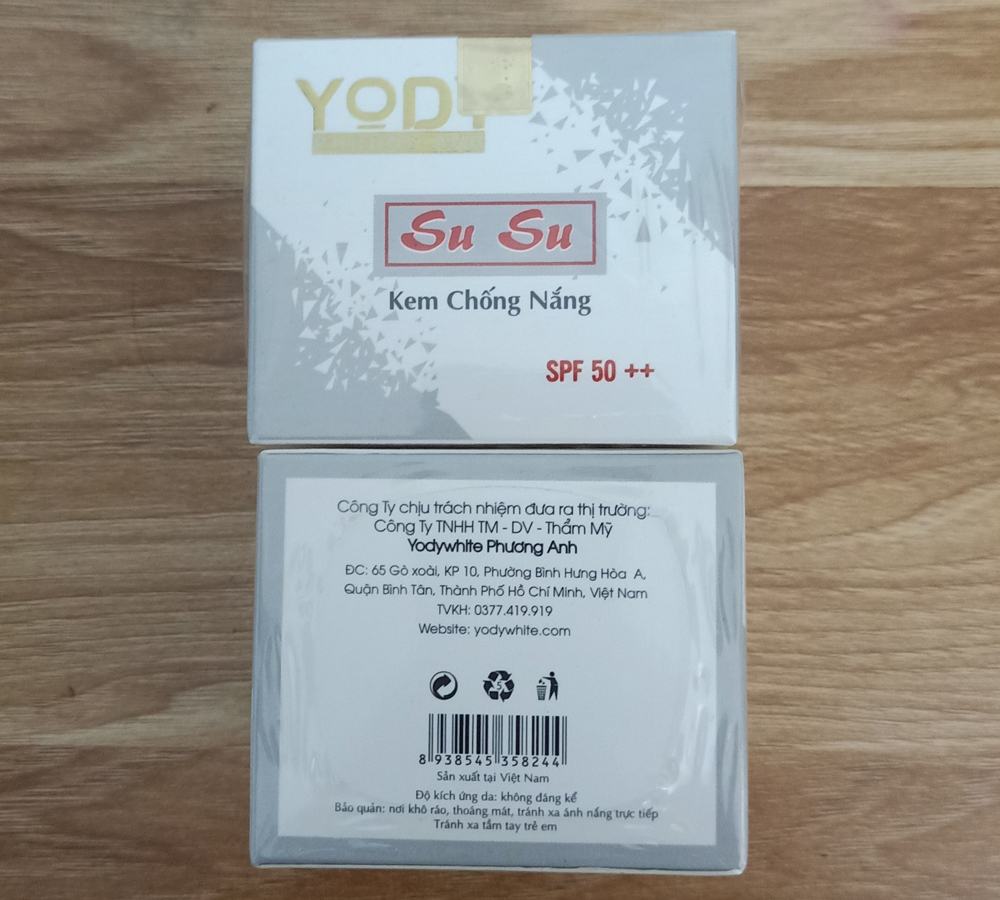 YODY
Su Su
Kem Chống Nắng
SPF 50 ++
Công Ty chịu trách nhiệm đưa ra thị trường:
Công Ty TNHH TM - DV - Thẩm Mỹ
Yodywhite Phương Anh
ĐC: 65 Gò xoài, KP 10, Phường Bình Hưng Hòa A,
Quận Bình Tân, Thành Phố Hồ Chí Minh, Việt Nam
TVKH: 0377.419.919
Website: yodywhite.com
5
8 938545 358244
Sản xuất tại Việt Nam
Độ kích ứng da: không đáng kể
Bảo quản: nơi khô ráo, thoáng mát, tránh xa ánh nắng trực tiếp
Tránh xa tầm tay trẻ em